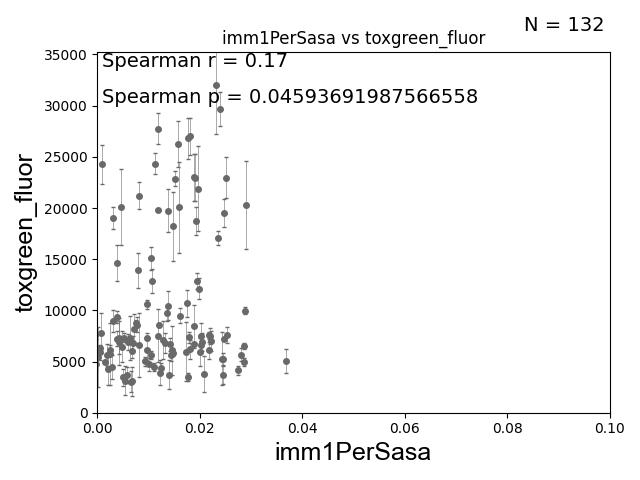 N = 132
imm1PerSasa vs toxgreen_fluor
Spearman r = 0.17
Spearman p = 0.04593691987566558
35000
30000
25000
20000
15000
10000
5000
0
toxgreen_fluor
0.00 0.02 0.04 0.06 0.08 0.10
imm1PerSasa